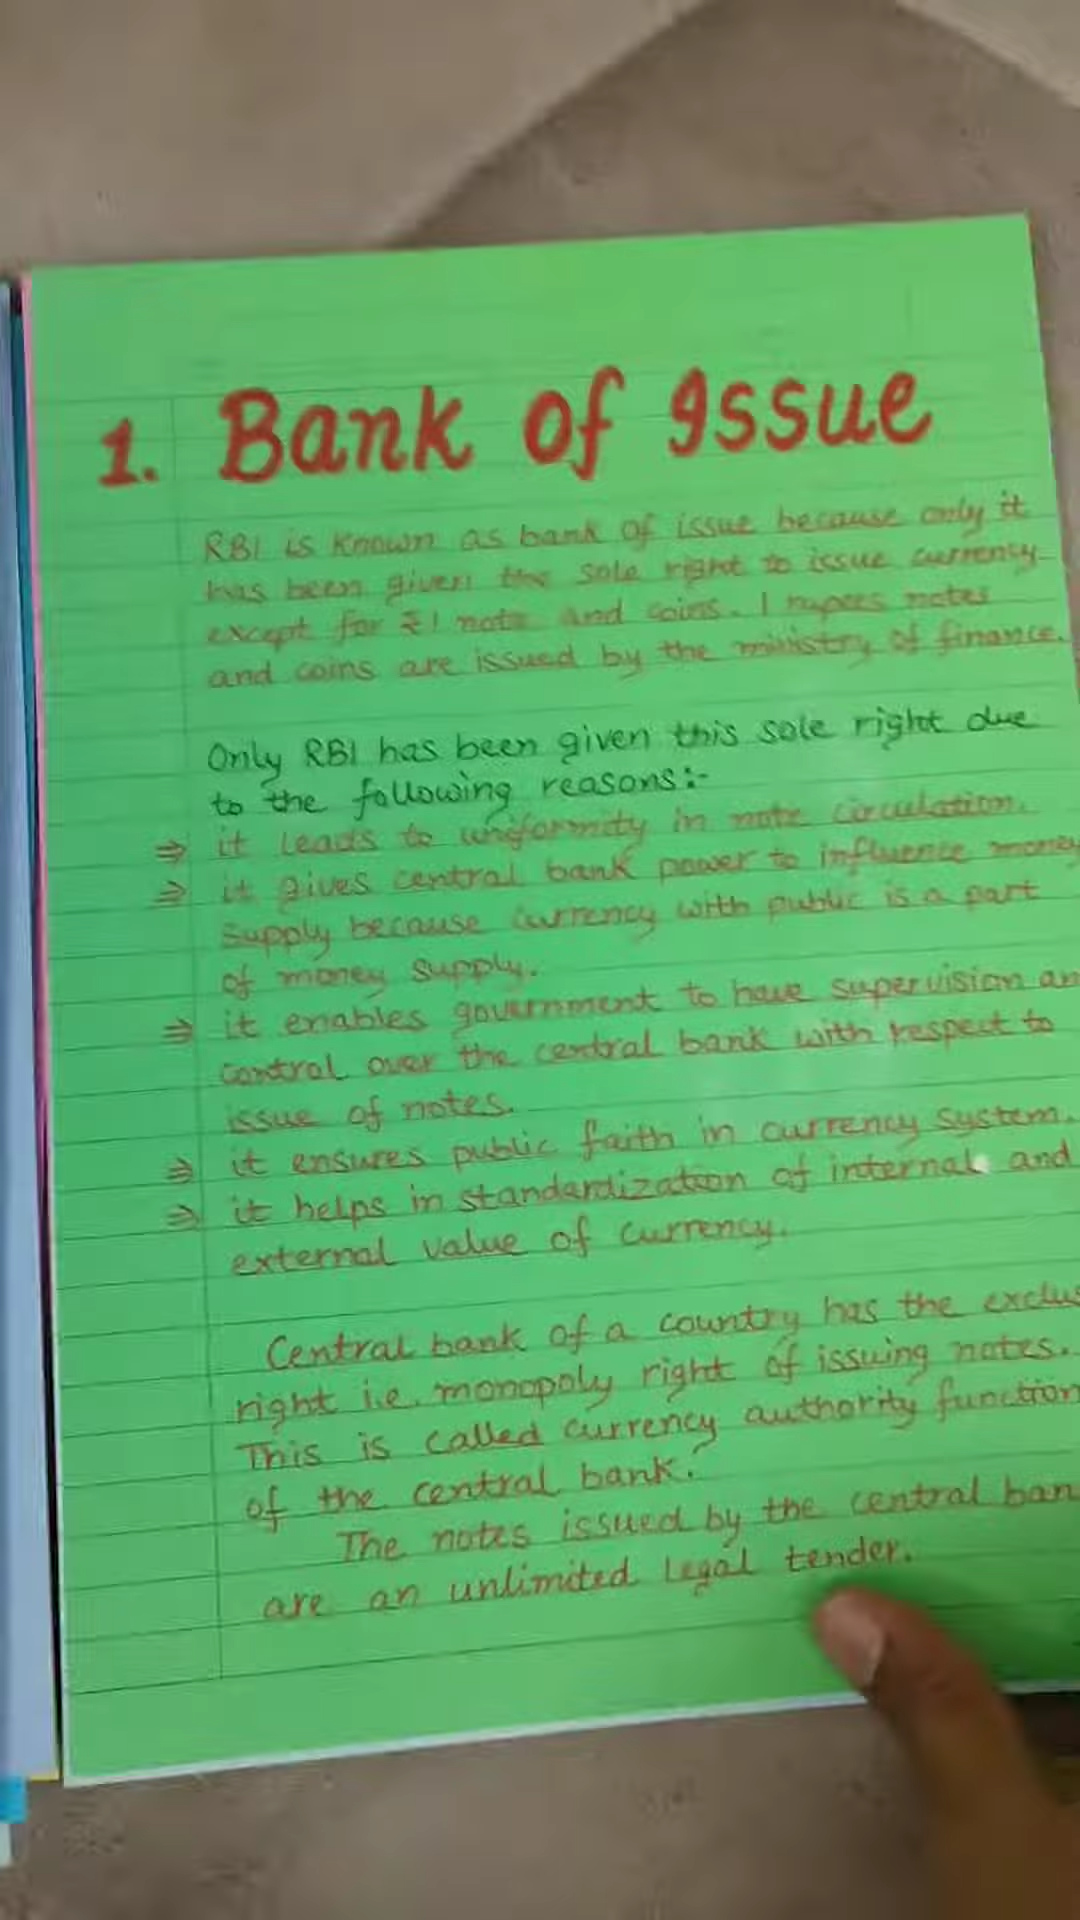 1. Bank of Issue
RBI is known as bank of issue because only it
has been given the sole right to issue currency
except for ₹1 note and coins. 1 rupees notes
and coins are issued by the ministry of finance.
Only RBI has been given this sole right due
to the following reasons:-
⇒ it leads to uniformity in note circulation.
⇒ it gives central bank power to influence money
supply because currency with public is a part
of money supply.
⇒ it enables government to have supervision an
control over the central bank with respect to
issue of notes.
⇒ it ensures public faith in currency system.
⇒ it helps in standardization of internal and
external value of currency.
Central bank of a country has the exclus
right i.e. monopoly right of issuing notes.
This is called currency authority function
of the central bank.
The notes issued by the central ban
are an unlimited legal tender.